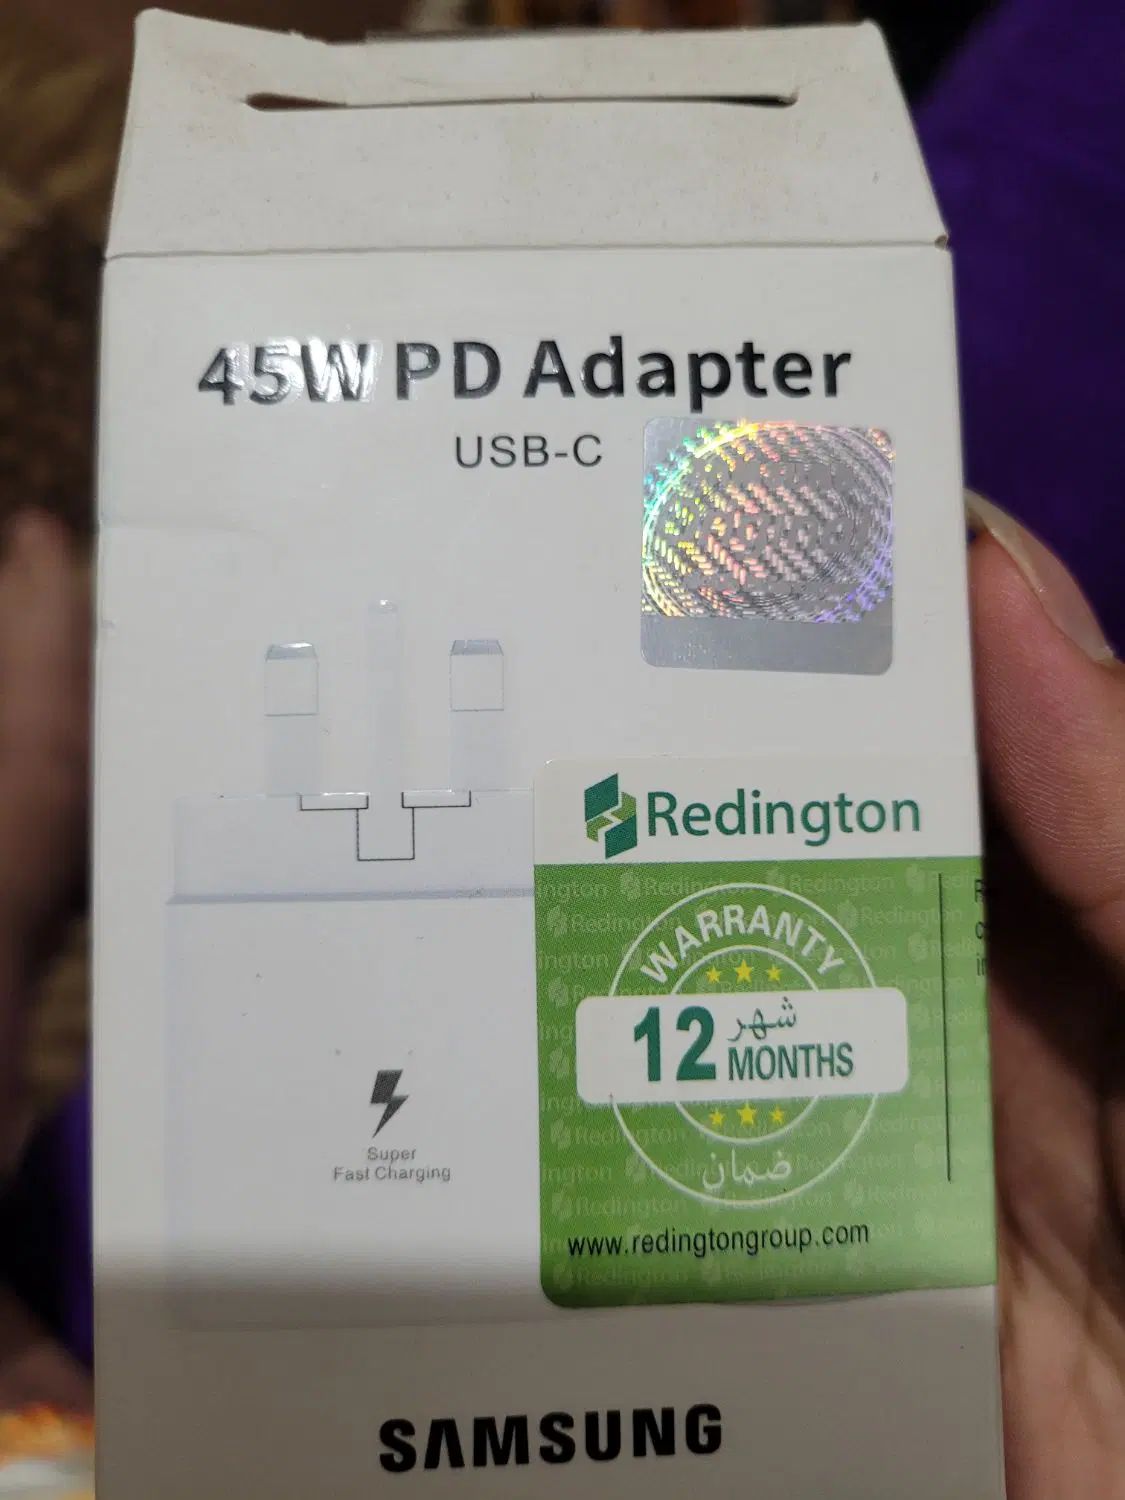 45W PD Adapter
USB-C
Redington
WARRANTY
12 شهر
MONTHS
ضمان
www.redingtongroup.com
Super
Fast Charging
SAMSUNG